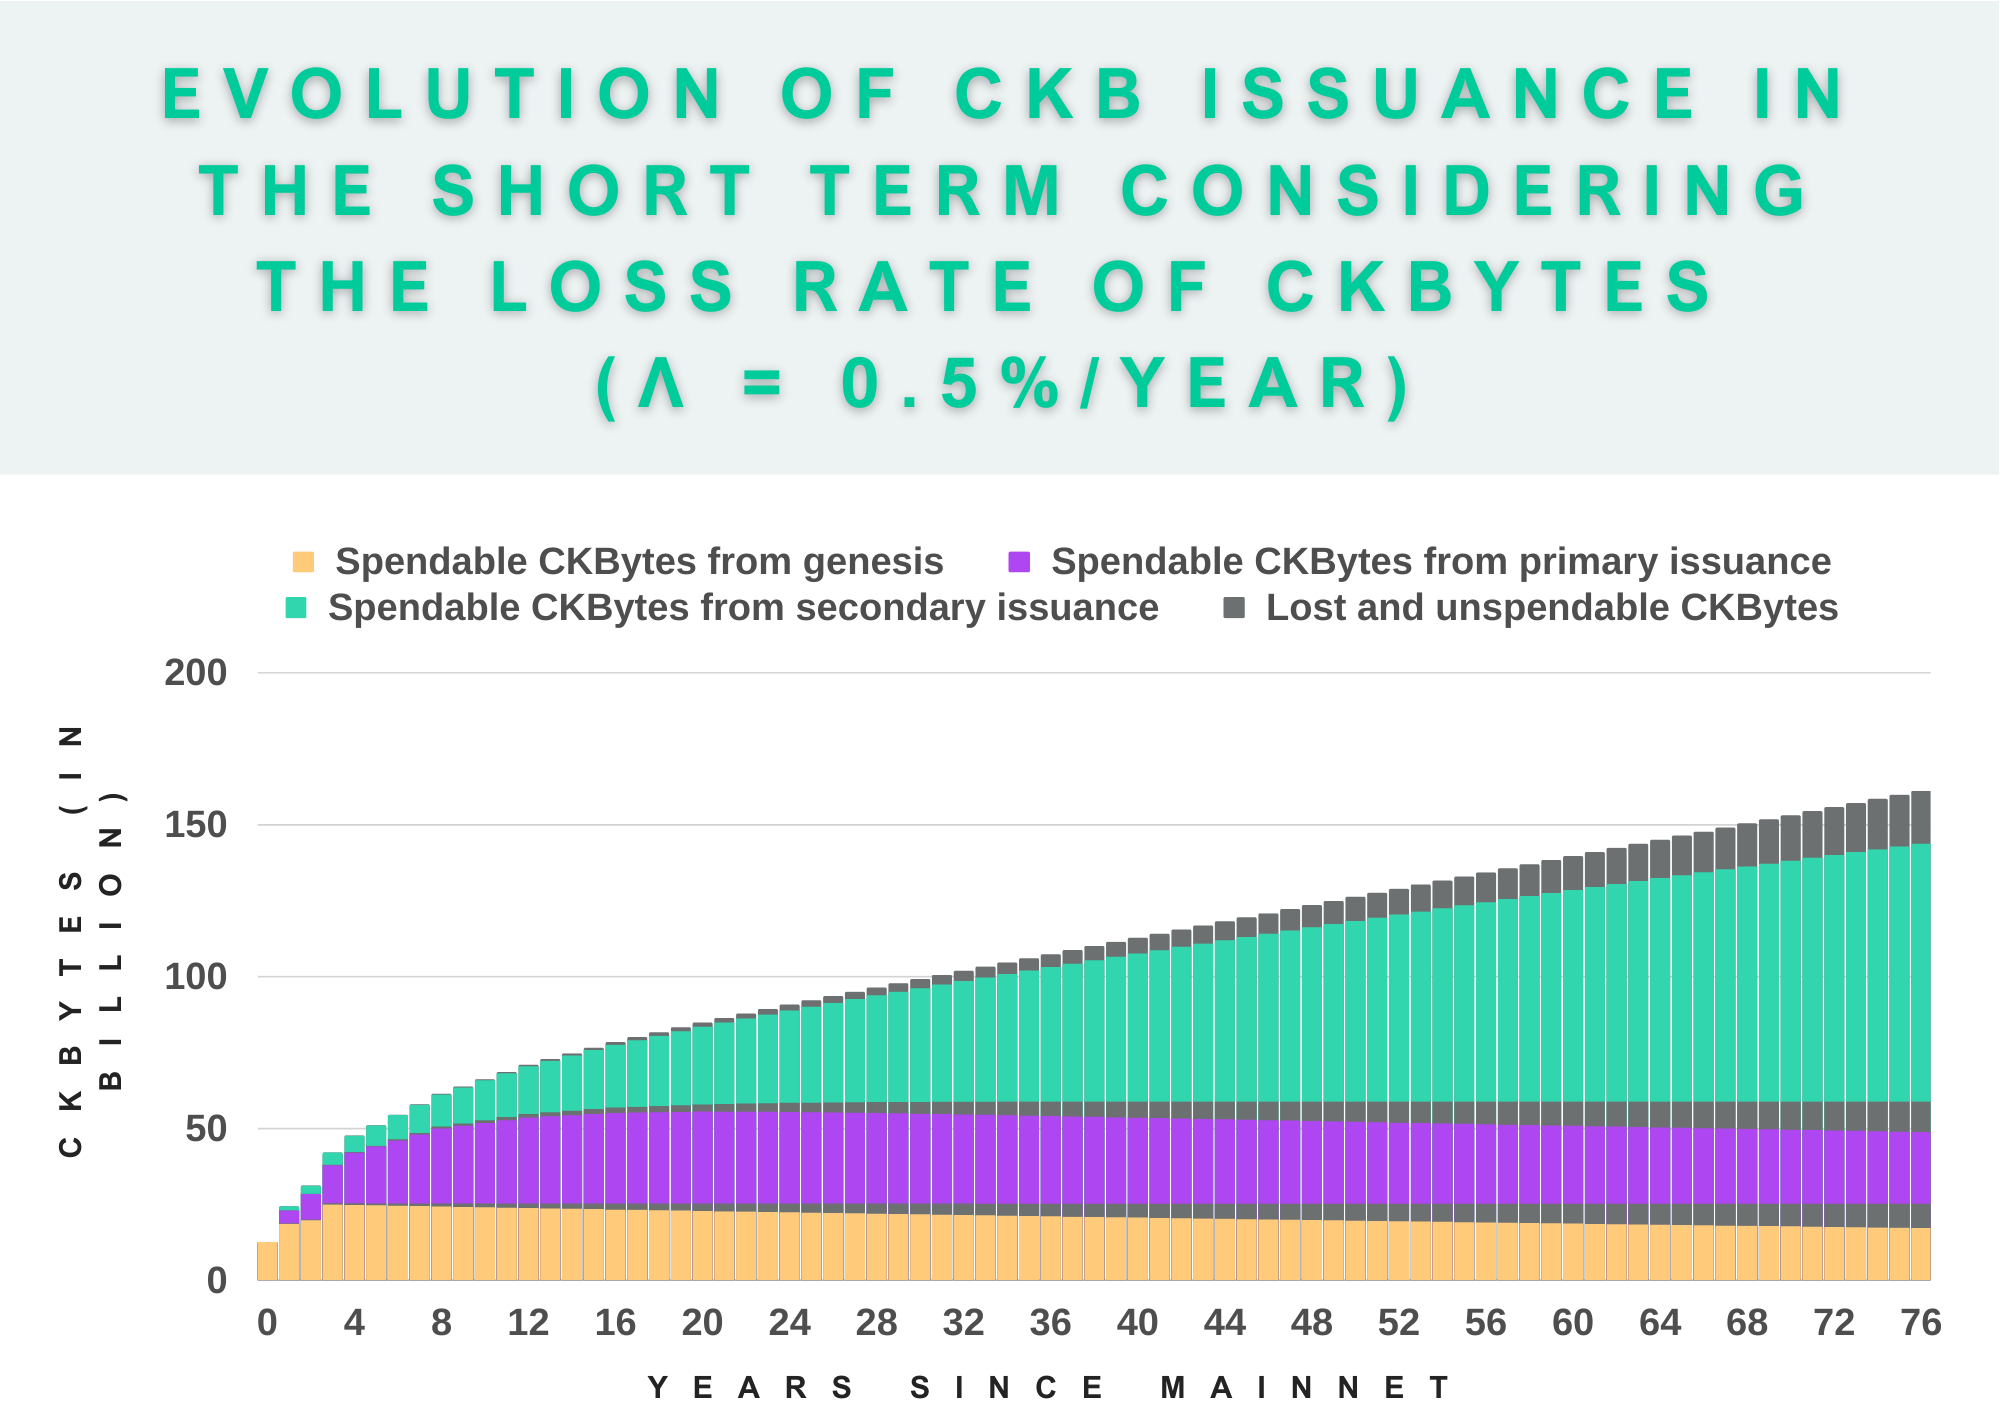 EVOLUTION OF CKB ISSUANCE IN
THE SHORT TERM CONSIDERING
THE LOSS RATE OF CKBYTES
(Λ = 0.5%/YEAR)
Spendable CKBytes from genesis
Spendable CKBytes from primary issuance
Spendable CKBytes from secondary issuance
Lost and unspendable CKBytes
CKBYTES (IN
BILLION)
200
150
100
50
0
0 4 8 12 16 20 24 28 32 36 40 44 48 52 56 60 64 68 72 76
YEARS SINCE MAINNET